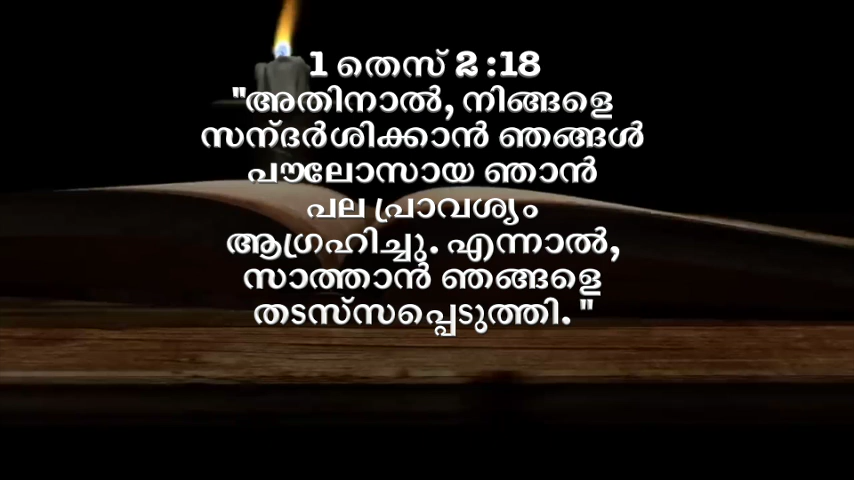 1 തെസ് 2 :18
"അതിനാൽ, നിങ്ങളെ
സന്ദർശിക്കാൻ ഞങ്ങൾ
പൗലോസായ ഞാൻ
പല പ്രാവശ്യം
ആഗ്രഹിച്ചു. എന്നാൽ,
സാത്താൻ ഞങ്ങളെ
തടസ്സപ്പെടുത്തി. "